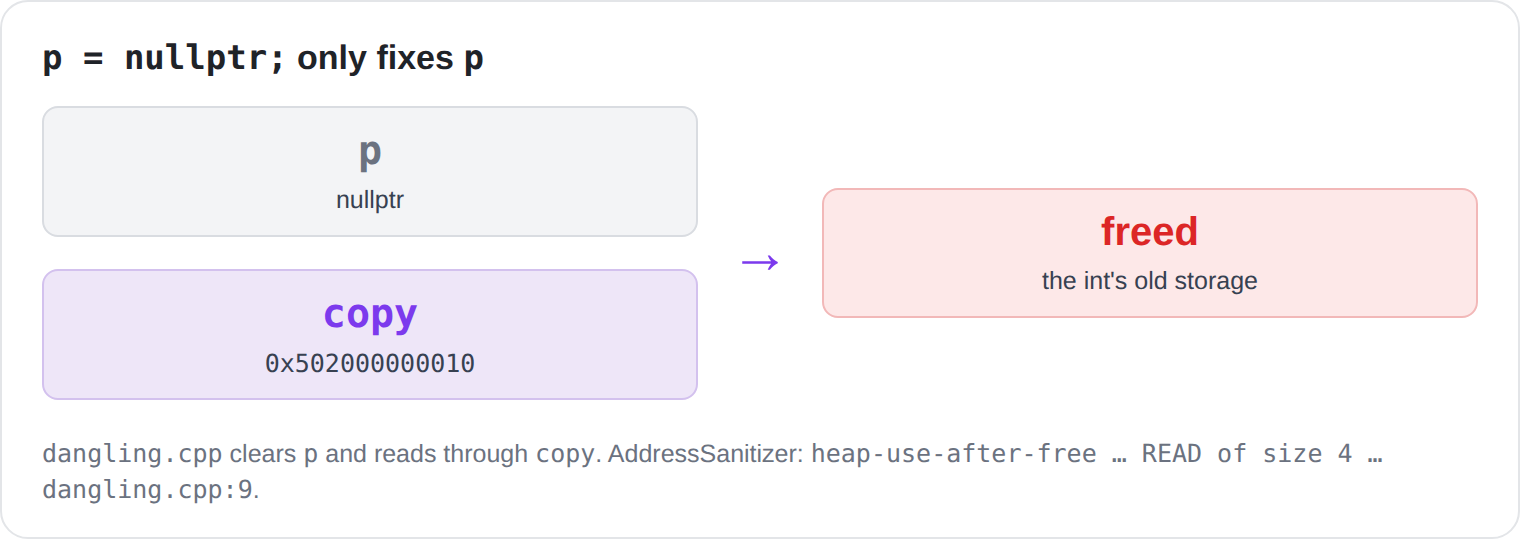 p = nullptr; only fixes p
p
nullptr
copy
0x502000000010
→
freed
the int's old storage
dangling.cpp clears p and reads through copy. AddressSanitizer: heap-use-after-free … READ of size 4 …
dangling.cpp:9.